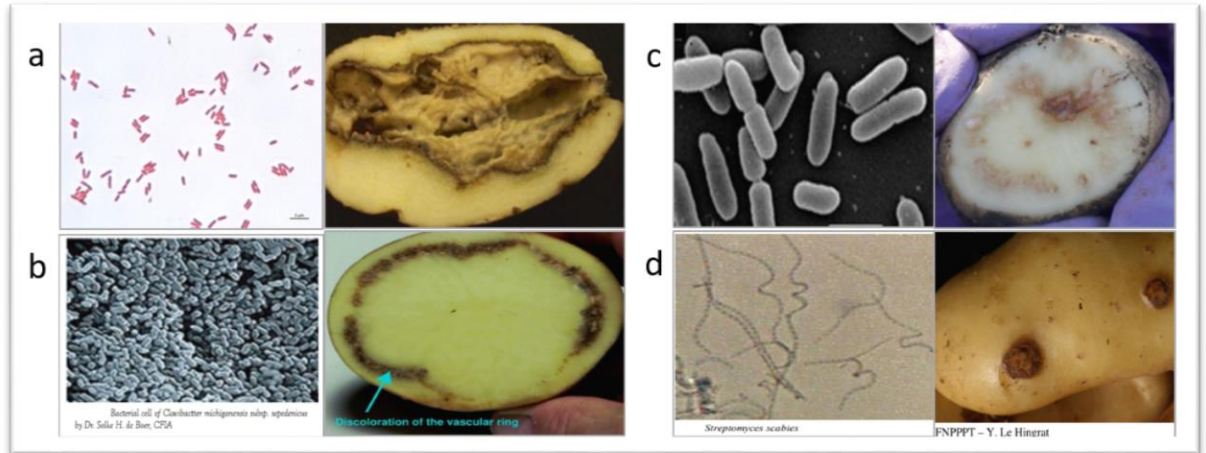 a
b
Bacterial cell of Clavibactter michiganensis subsp. sepedonicus
by Dr. Solke H. de Boer, CFIA
Discoloration of the vascular ring
c
d
Streptomyces scabies
FNPPPT – Y. Le Hingrat